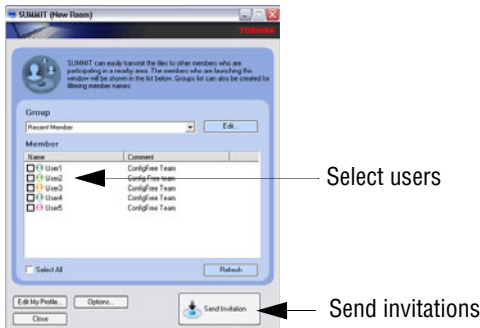 SUMMIT (New Room)
TOSHIBA
SUMMIT can easily transmit the files to other members who are
participating in a nearby area. The members who are launching this
window will be shown in the list below. Groups list can also be created for
filtering member names.
Group
Recent Member
Edit...
Member
Name Comment
User1 ConfigFree Team
User2 Config Free team
User3 ConfigFree Team
User4 ConfigFree Team
User5 ConfigFree Team
Select users
Select All
Refresh
Edit My Profile... Options...
Send Invitation
Close
Send invitations